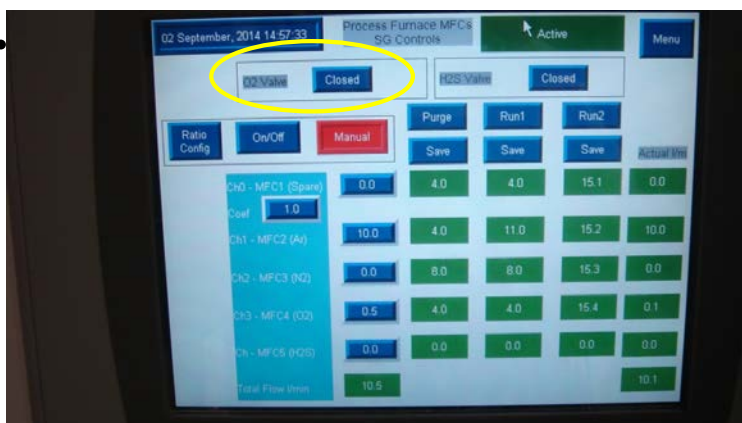 02 September, 2014 14:57:33
Process Furnace MFCs
SG Controls
Active
Menu
O2 Valve Closed
H2S Valve Closed
Ratio
Config
On/Off
Manual
Purge Run1 Run2
Save Save Save Actual l/m
Ch0 - MFC1 (Spare) 0.0 4.0 4.0 15.1 0.0
Coef 1.0
Ch1 - MFC2 (Ar) 10.0 4.0 11.0 15.2 10.0
Ch2 - MFC3 (N2) 0.0 8.0 8.0 15.3 0.0
Ch3 - MFC4 (O2) 0.5 4.0 4.0 15.4 0.1
Ch - MFC5 (H2S) 0.0 0.0 0.0 0.0 0.0
Total Flow l/min 10.5 10.1